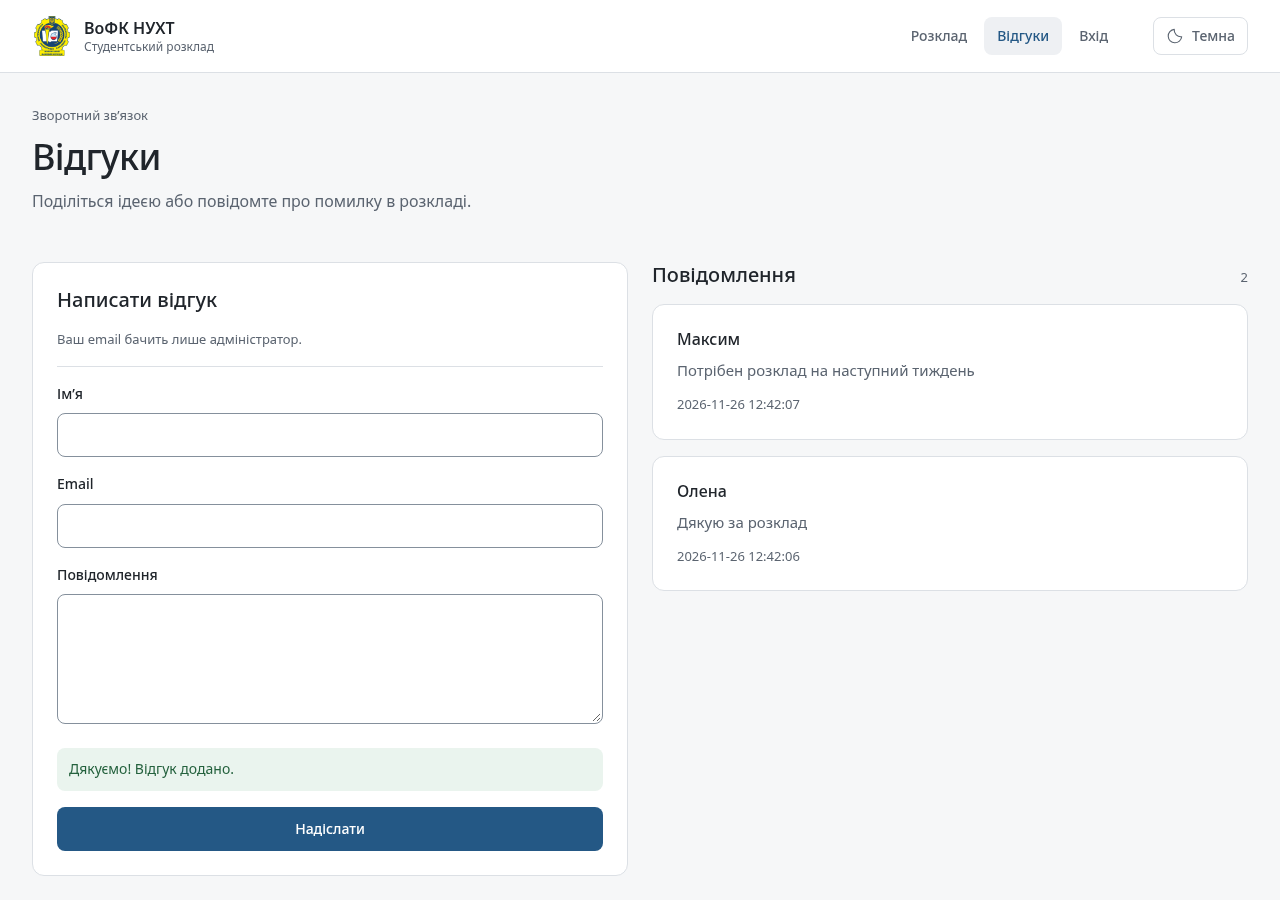 ВоФК НУХТ
Студентський розклад
Розклад
Відгуки
Вхід
Темна
Зворотний зв’язок
Відгуки
Поділіться ідеєю або повідомте про помилку в розкладі.
Написати відгук
Ваш email бачить лише адміністратор.
Ім’я
Email
Повідомлення
Дякуємо! Відгук додано.
Надіслати
Повідомлення
2
Максим
Потрібен розклад на наступний тиждень
2026-11-26 12:42:07
Олена
Дякую за розклад
2026-11-26 12:42:06